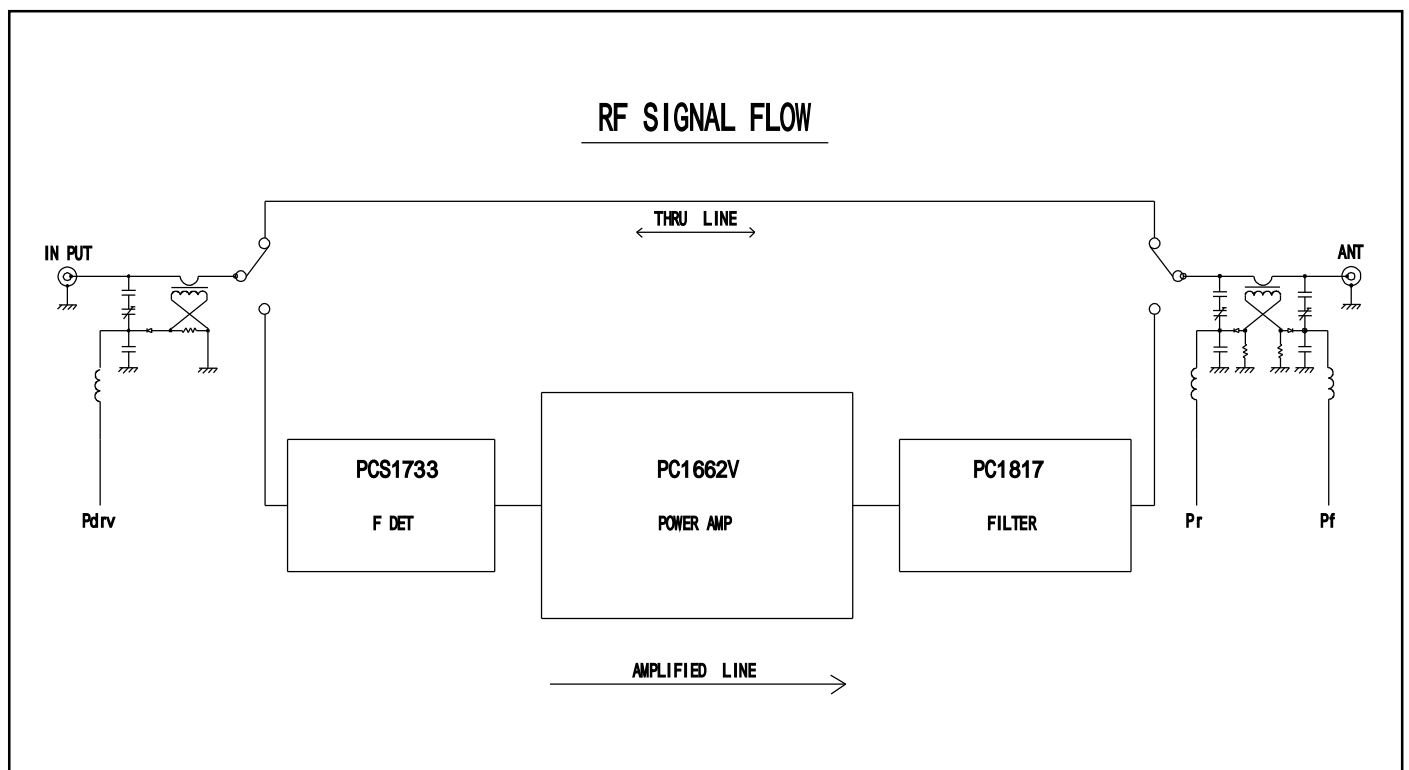 RF SIGNAL FLOW
THRU LINE
IN PUT
ANT
PCS1733
F DET
PC1662V
POWER AMP
PC1817
FILTER
Pdrv
Pr
Pf
AMPLIFIED LINE